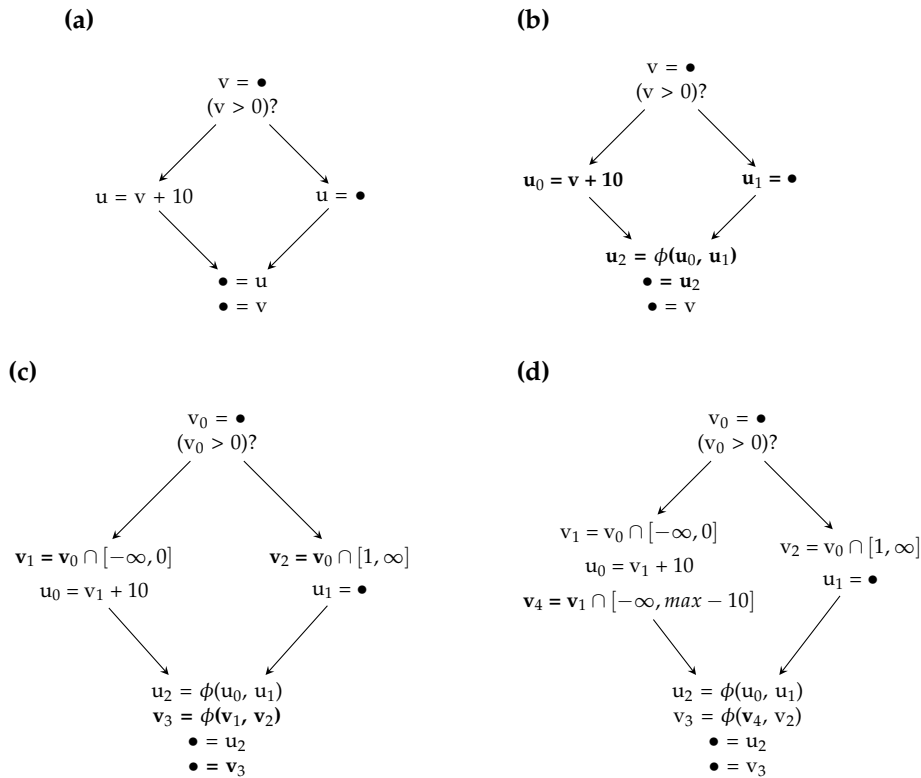 (a)
v = •
(v > 0)?
u = v + 10
u = •
• = u
• = v
(b)
v = •
(v > 0)?
u₀ = v + 10
u₁ = •
u₂ = ϕ(u₀, u₁)
• = u₂
• = v
(c)
v₀ = •
(v₀ > 0)?
v₁ = v₀ ∩ [−∞, 0]
u₀ = v₁ + 10
v₂ = v₀ ∩ [1, ∞]
u₁ = •
u₂ = ϕ(u₀, u₁)
v₃ = ϕ(v₁, v₂)
• = u₂
• = v₃
(d)
v₀ = •
(v₀ > 0)?
v₁ = v₀ ∩ [−∞, 0]
u₀ = v₁ + 10
v₄ = v₁ ∩ [−∞, max − 10]
v₂ = v₀ ∩ [1, ∞]
u₁ = •
u₂ = ϕ(u₀, u₁)
v₃ = ϕ(v₄, v₂)
• = u₂
• = v₃